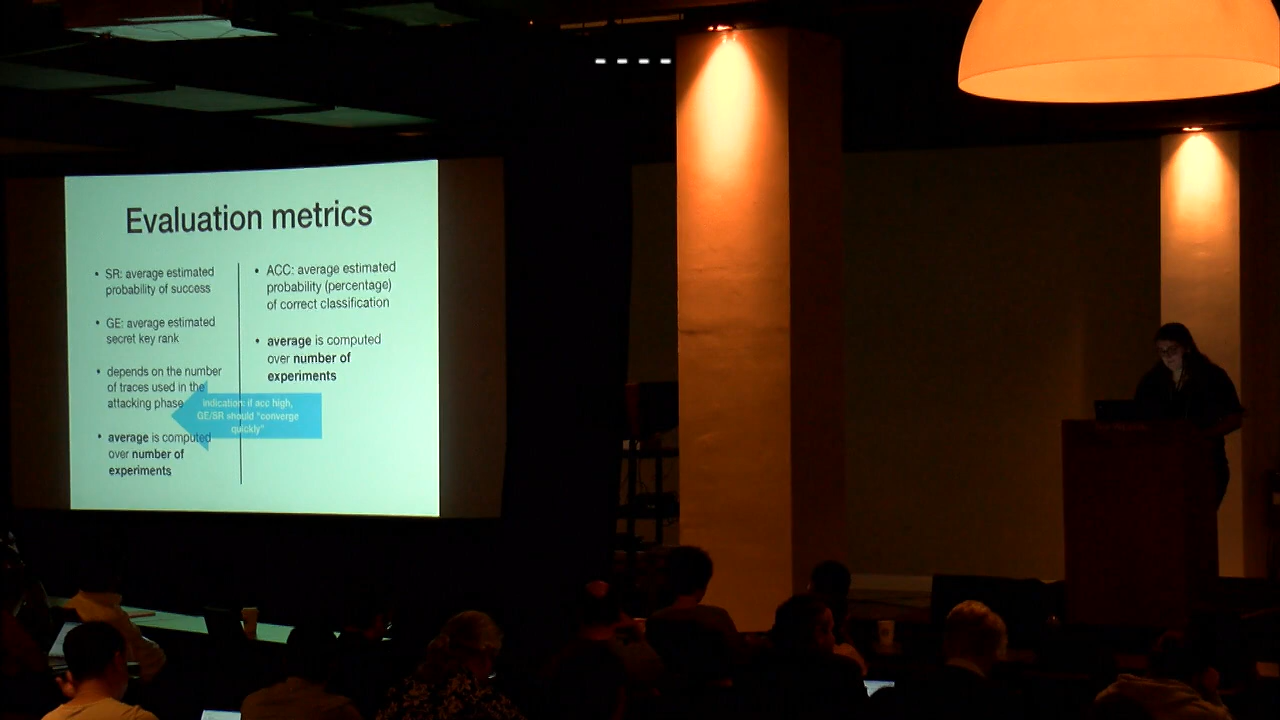 Evaluation metrics
• SR: average estimated
probability of success
• GE: average estimated
secret key rank
• depends on the number
of traces used in the
attacking phase
• average is computed
over number of
experiments
• ACC: average estimated
probability (percentage)
of correct classification
• average is computed
over number of
experiments
indication: if acc high,
GE/SR should "converge
quickly"